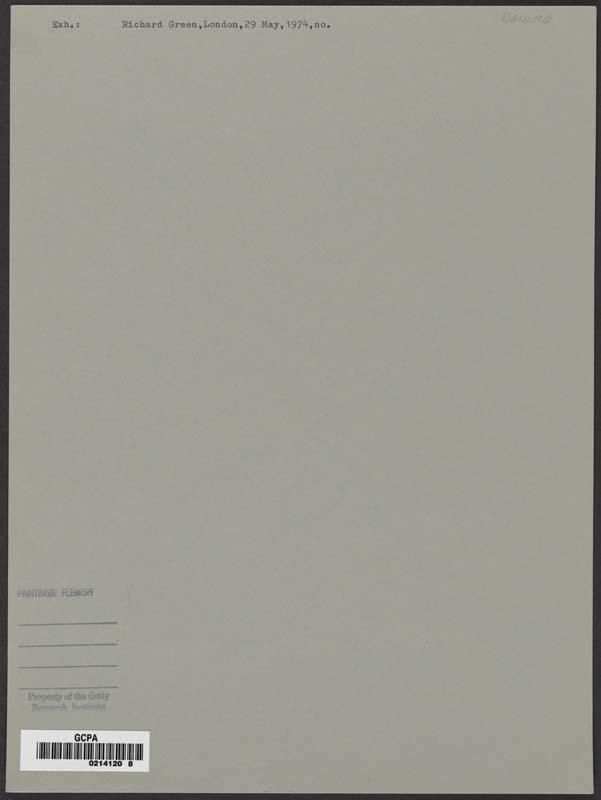 Exh.: Richard Green,London,29 May,1974,no.
PAINTINGS: FLEMISH
Property of the Getty
Research Institute
GCPA
0214120 8